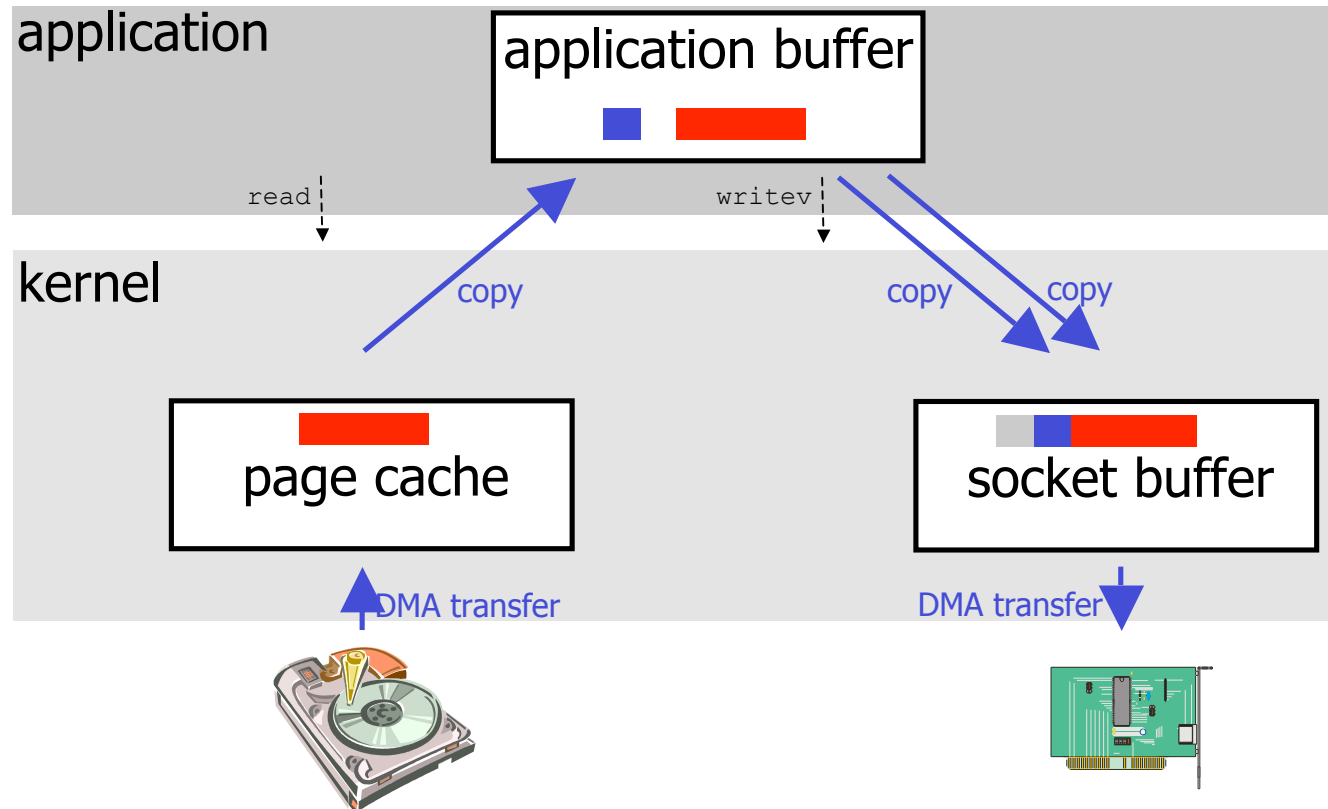 application
application buffer
read
writev
kernel
copy
copy
copy
page cache
socket buffer
DMA transfer
DMA transfer